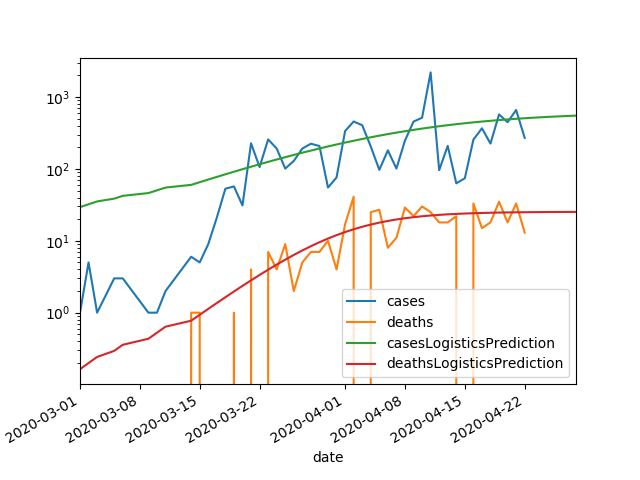 10³
10²
10¹
10⁰
cases
deaths
casesLogisticsPrediction
deathsLogisticsPrediction
2020-03-01
2020-03-08
2020-03-15
2020-03-22
2020-04-01
2020-04-08
2020-04-15
2020-04-22
date